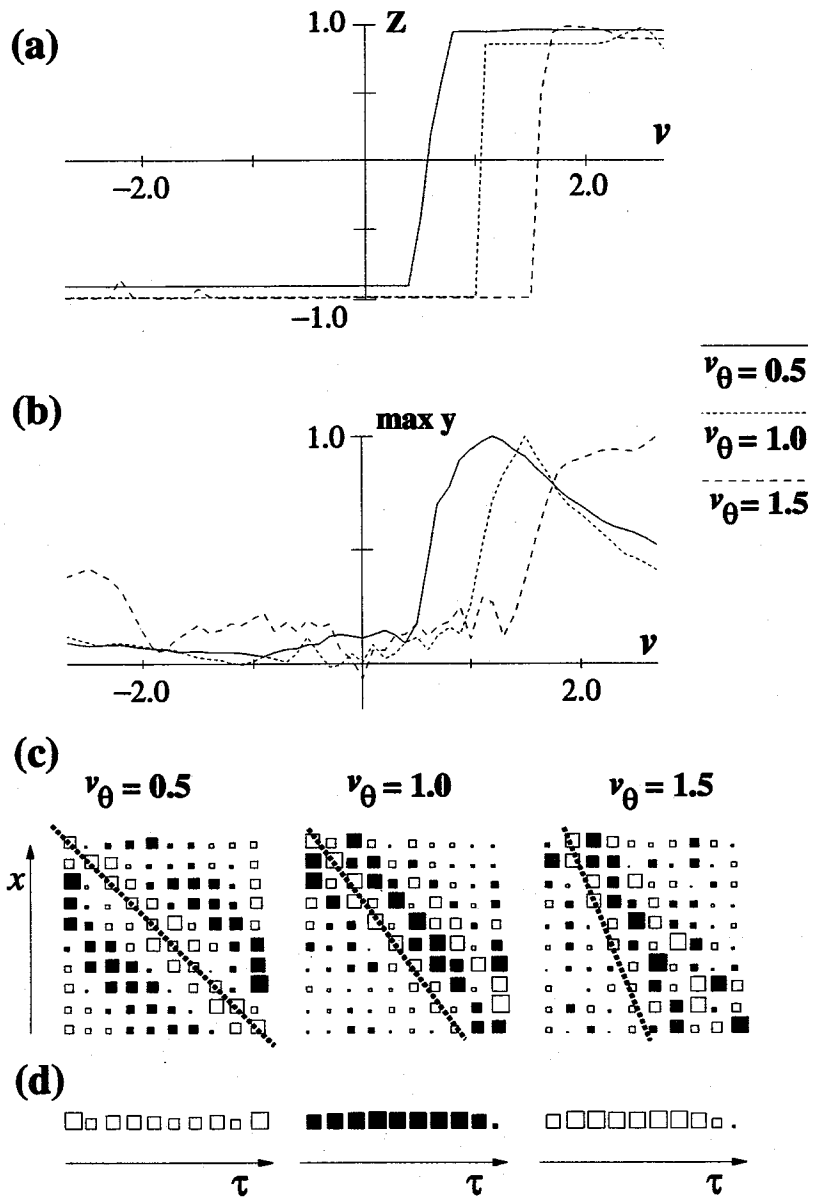 (a)
1.0 Z
v
−2.0 2.0
−1.0
v_θ = 0.5
v_θ = 1.0
v_θ = 1.5
(b)
max y
1.0
v
−2.0 2.0
(c)
v_θ = 0.5 v_θ = 1.0 v_θ = 1.5
x
(d)
τ τ τ